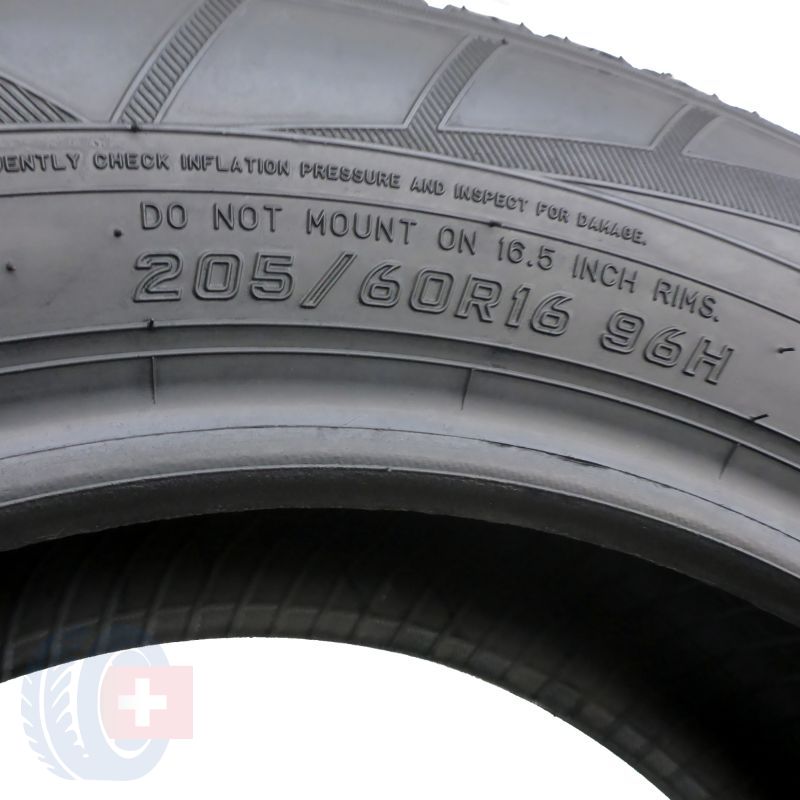 CHECK INFLATION PRESSURE AND INSPECT FOR DAMAGE.
DO NOT MOUNT ON 16.5 INCH RIMS.
205/60R16 96H